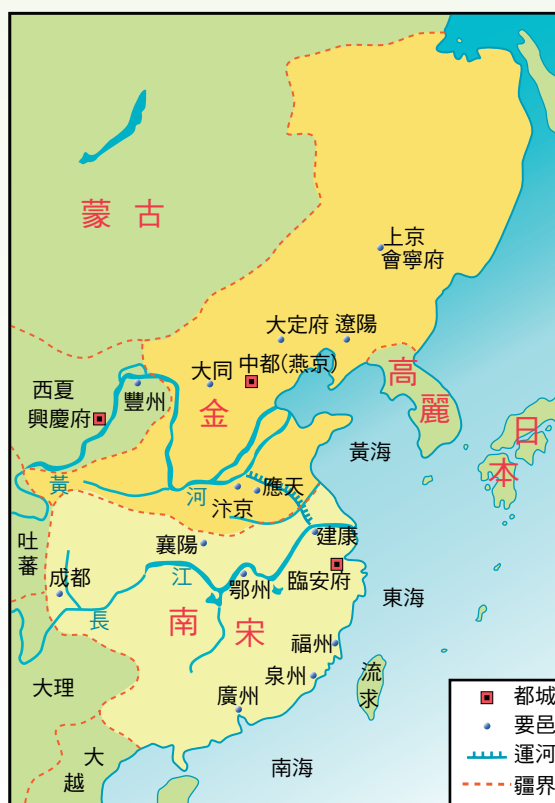 蒙古
上京
會寧府
大定府
遼陽
大同
中都(燕京)
西夏
興慶府
豐州
金
高
麗
日
本
黃海
黃
河
汴京
應天
吐
蕃
襄陽
建康
成都
江
鄂州
臨安府
長
東海
南宋
福州
泉州
流
求
大理
廣州
大
越
南海
都城
要邑
運河
疆界